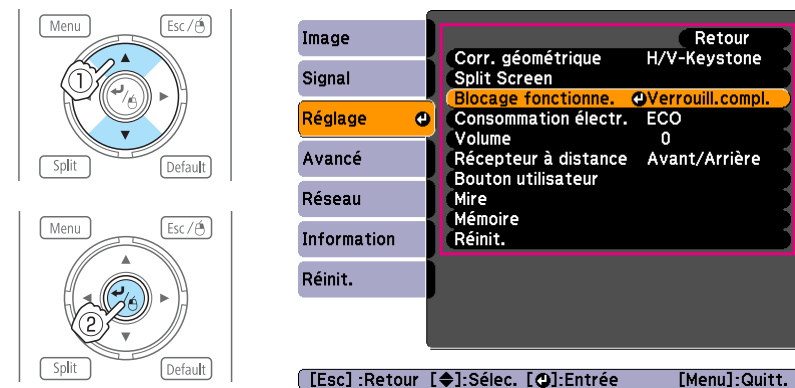 Menu
Esc/
1
Split
Default
Menu
Esc/
2
Split
Default
Image
Signal
Réglage
Avancé
Réseau
Information
Réinit.
Retour
Corr. géométrique H/V-Keystone
Split Screen
Blocage fonctionne. Verrouill.compl.
Consommation électr. ECO
Volume 0
Récepteur à distance Avant/Arrière
Bouton utilisateur
Mire
Mémoire
Réinit.
[Esc] :Retour [ ]:Sélec. [ ]:Entrée [Menu]:Quitt.